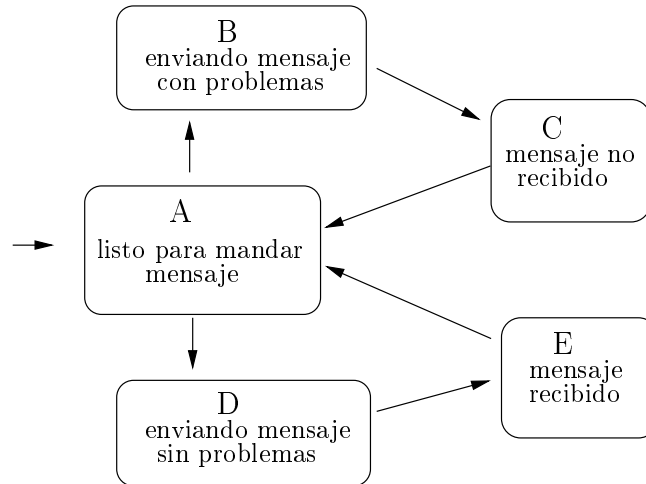 B
enviando mensaje
con problemas
C
mensaje no
recibido
A
listo para mandar
mensaje
E
mensaje
recibido
D
enviando mensaje
sin problemas